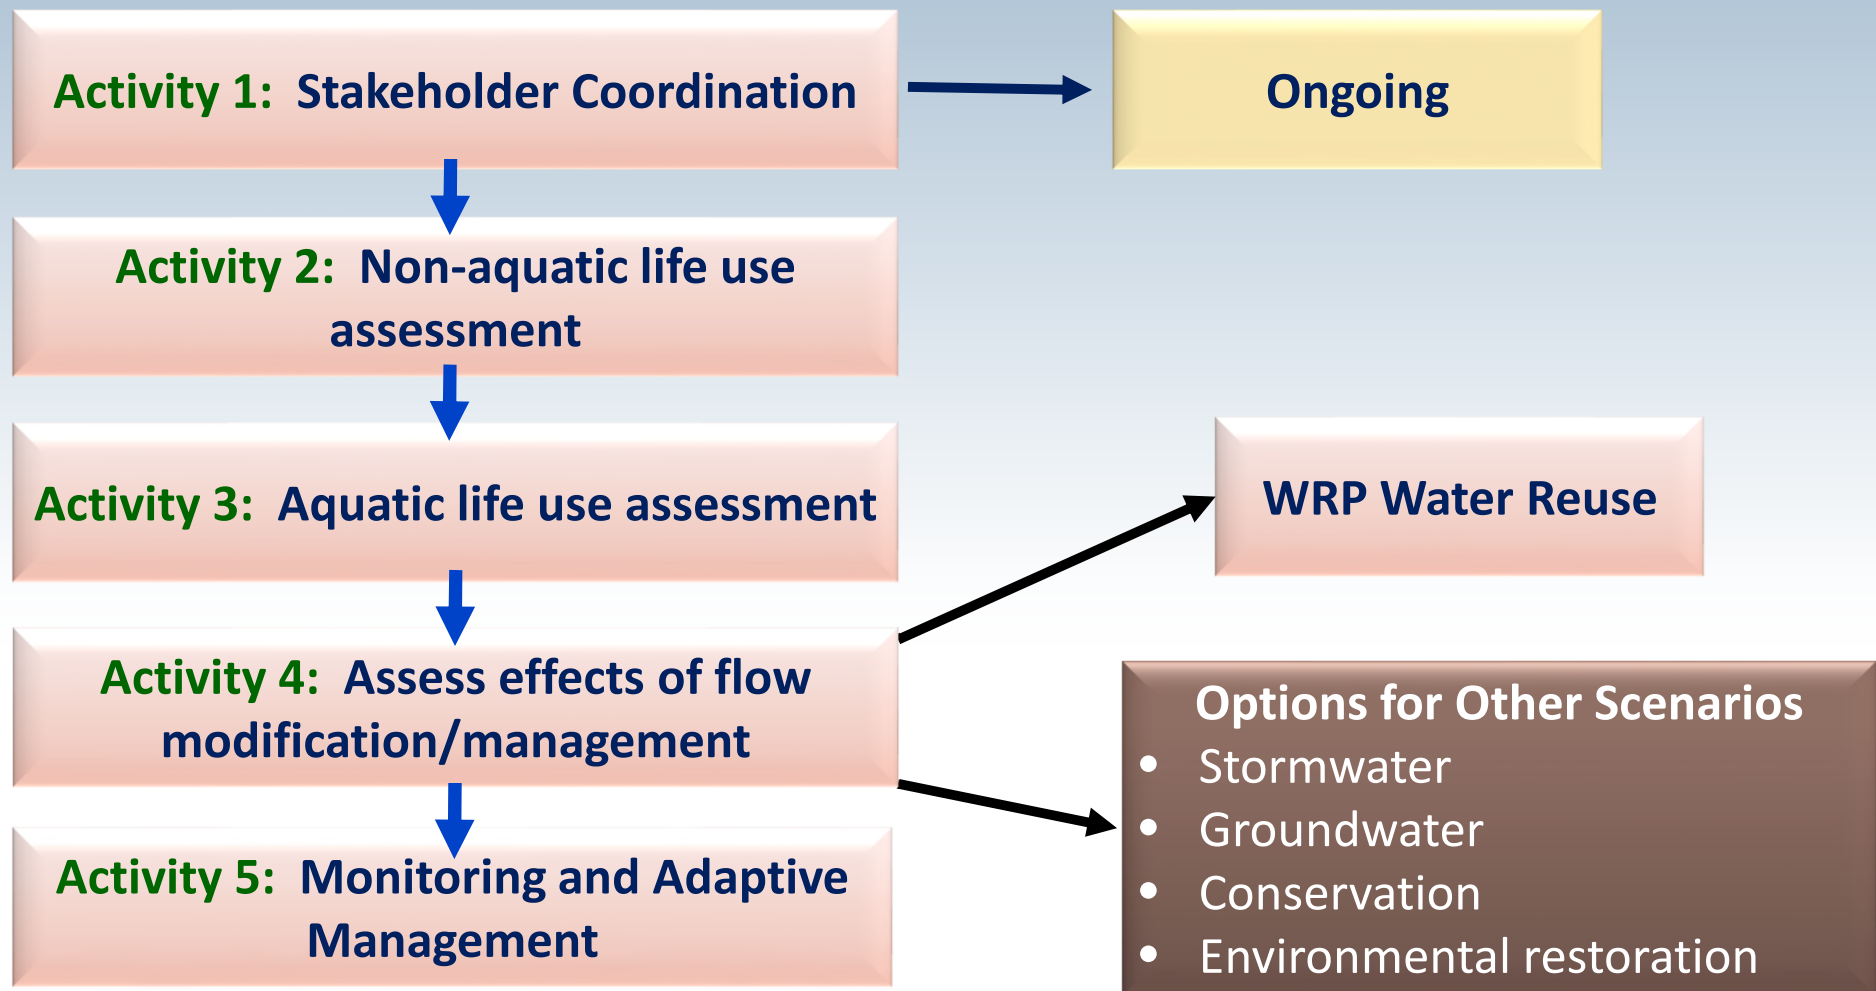 Activity 1: Stakeholder Coordination
Ongoing
Activity 2: Non-aquatic life use
assessment
Activity 3: Aquatic life use assessment
WRP Water Reuse
Activity 4: Assess effects of flow
modification/management
Options for Other Scenarios
• Stormwater
• Groundwater
• Conservation
• Environmental restoration
Activity 5: Monitoring and Adaptive
Management